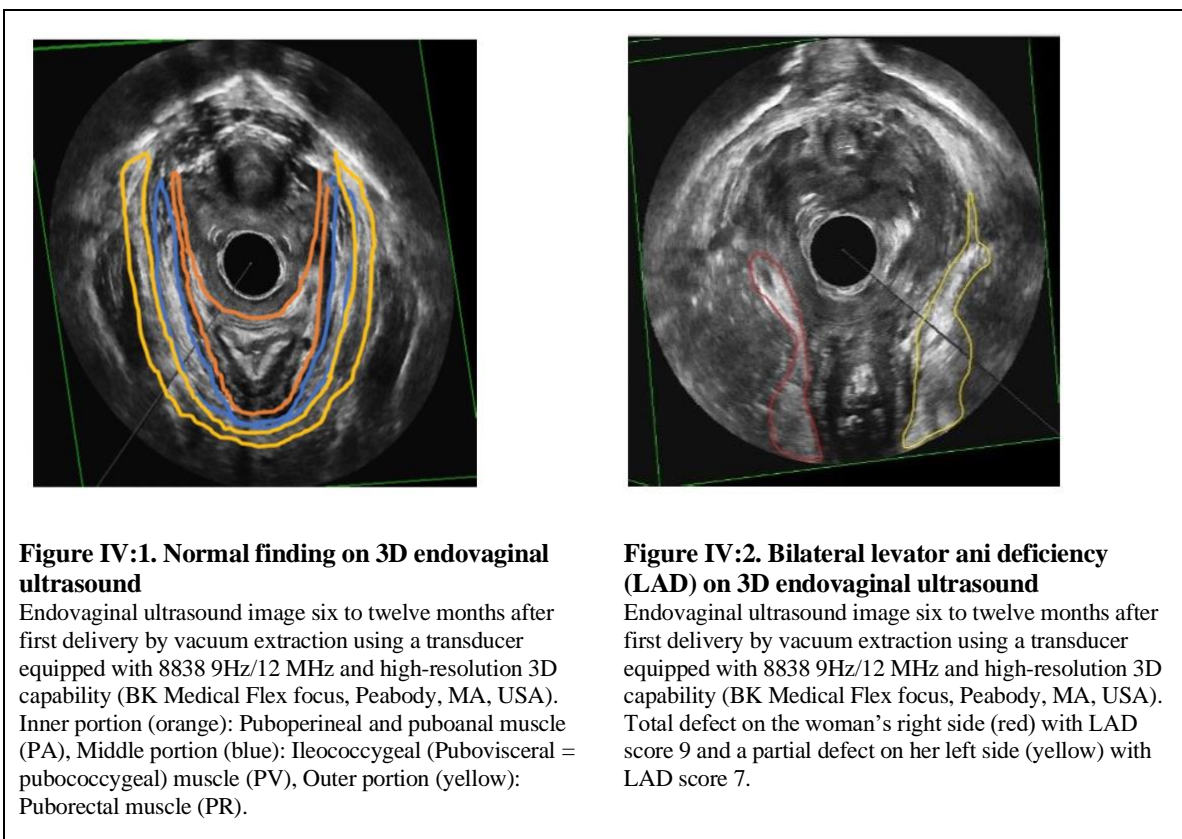 Figure IV:1. Normal finding on 3D endovaginal
ultrasound
Endovaginal ultrasound image six to twelve months after
first delivery by vacuum extraction using a transducer
equipped with 8838 9Hz/12 MHz and high-resolution 3D
capability (BK Medical Flex focus, Peabody, MA, USA).
Inner portion (orange): Puboperineal and puboanal muscle
(PA), Middle portion (blue): Ileococcygeal (Pubovisceral =
pubococcygeal) muscle (PV), Outer portion (yellow):
Puborectal muscle (PR).
Figure IV:2. Bilateral levator ani deficiency
(LAD) on 3D endovaginal ultrasound
Endovaginal ultrasound image six to twelve months after
first delivery by vacuum extraction using a transducer
equipped with 8838 9Hz/12 MHz and high-resolution 3D
capability (BK Medical Flex focus, Peabody, MA, USA).
Total defect on the woman’s right side (red) with LAD
score 9 and a partial defect on her left side (yellow) with
LAD score 7.